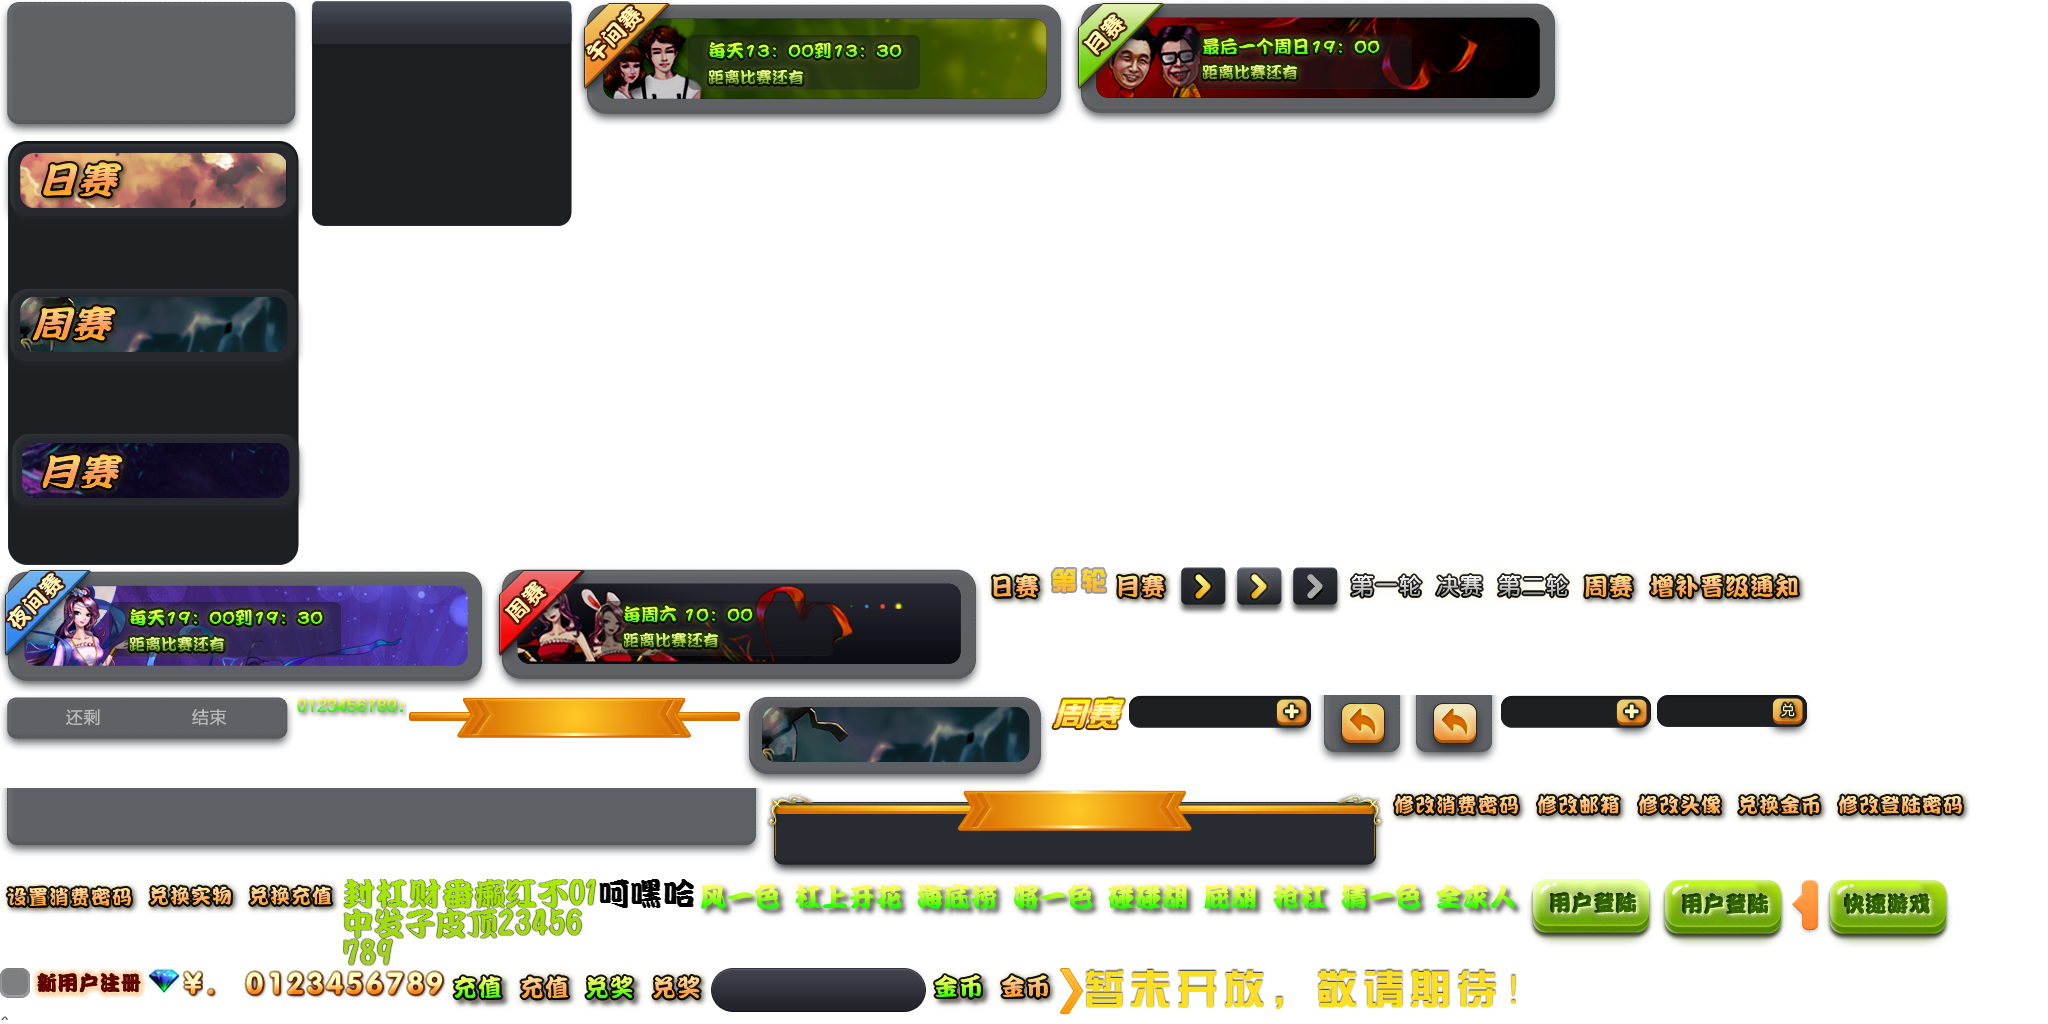 午间赛
每天13：00到13：30
距离比赛还有
月赛
最后一个周日19：00
距离比赛还有
日赛
周赛
月赛
夜间赛
每天19：00到19：30
距离比赛还有
周赛
每周六 10：00
距离比赛还有
日赛
第轮
月赛
第一轮
决赛
第二轮
周赛
增补晋级通知
还剩
结束
0123456789:
周赛
兑
修改消费密码
修改邮箱
修改头像
兑换金币
修改登陆密码
设置消费密码
兑换实物
兑换充值
封杠财番癞红不01
中发子皮顶23456
789
呵嘿哈
风一色
杠上开花
海底捞
将一色
碰碰胡
屁胡
抢杠
清一色
全求人
用户登陆
用户登陆
快速游戏
新用户注册
¥.
0123456789
充值
充值
兑奖
兑奖
金币
金币
暂未开放，敬请期待！